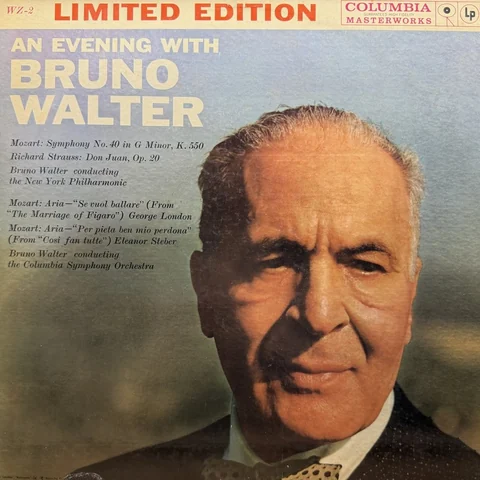 WZ-2
LIMITED EDITION
COLUMBIA
MASTERWORKS
Lp
AN EVENING WITH
BRUNO
WALTER
Mozart: Symphony No. 40 in G Minor, K. 550
Richard Strauss: Don Juan, Op. 20
Bruno Walter conducting
the New York Philharmonic
Mozart: Aria—"Se vuol ballare" (From
"The Marriage of Figaro") George London
Mozart: Aria—"Per pieta ben mio perdona"
(From "Cosi fan tutte") Eleanor Steber
Bruno Walter conducting
the Columbia Symphony Orchestra